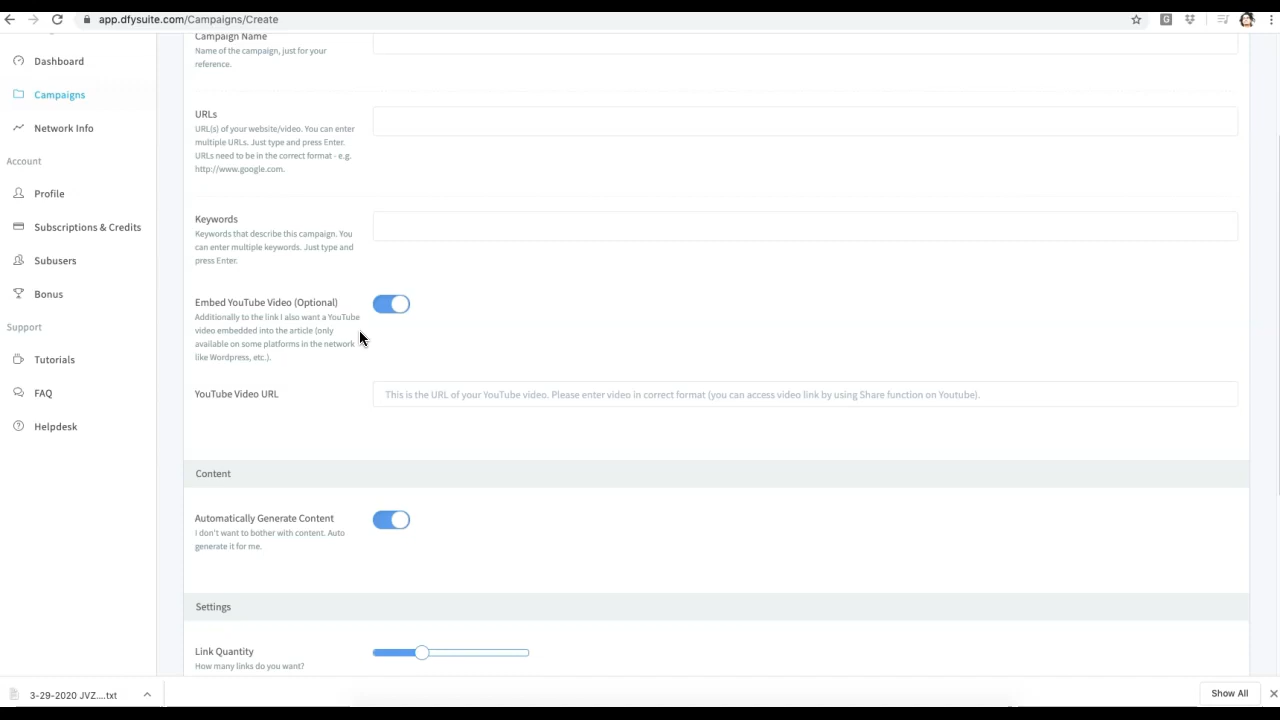 app.dfysuite.com/Campaigns/Create
Dashboard
Campaigns
Network Info
Account
Profile
Subscriptions & Credits
Subusers
Bonus
Support
Tutorials
FAQ
Helpdesk
Campaign Name
Name of the campaign, just for your
reference.
URLs
URL(s) of your website/video. You can enter
multiple URLs. Just type and press Enter.
URLs need to be in the correct format - e.g.
http://www.google.com.
Keywords
Keywords that describe this campaign. You
can enter multiple keywords. Just type and
press Enter.
Embed YouTube Video (Optional)
Additionally to the link I also want a YouTube
video embedded into the article (only
available on some platforms in the network
like Wordpress, etc.).
YouTube Video URL
This is the URL of your YouTube video. Please enter video in correct format (you can access video link by using Share function on Youtube).
Content
Automatically Generate Content
I don't want to bother with content. Auto
generate it for me.
Settings
Link Quantity
How many links do you want?
3-29-2020 JVZ....txt
Show All